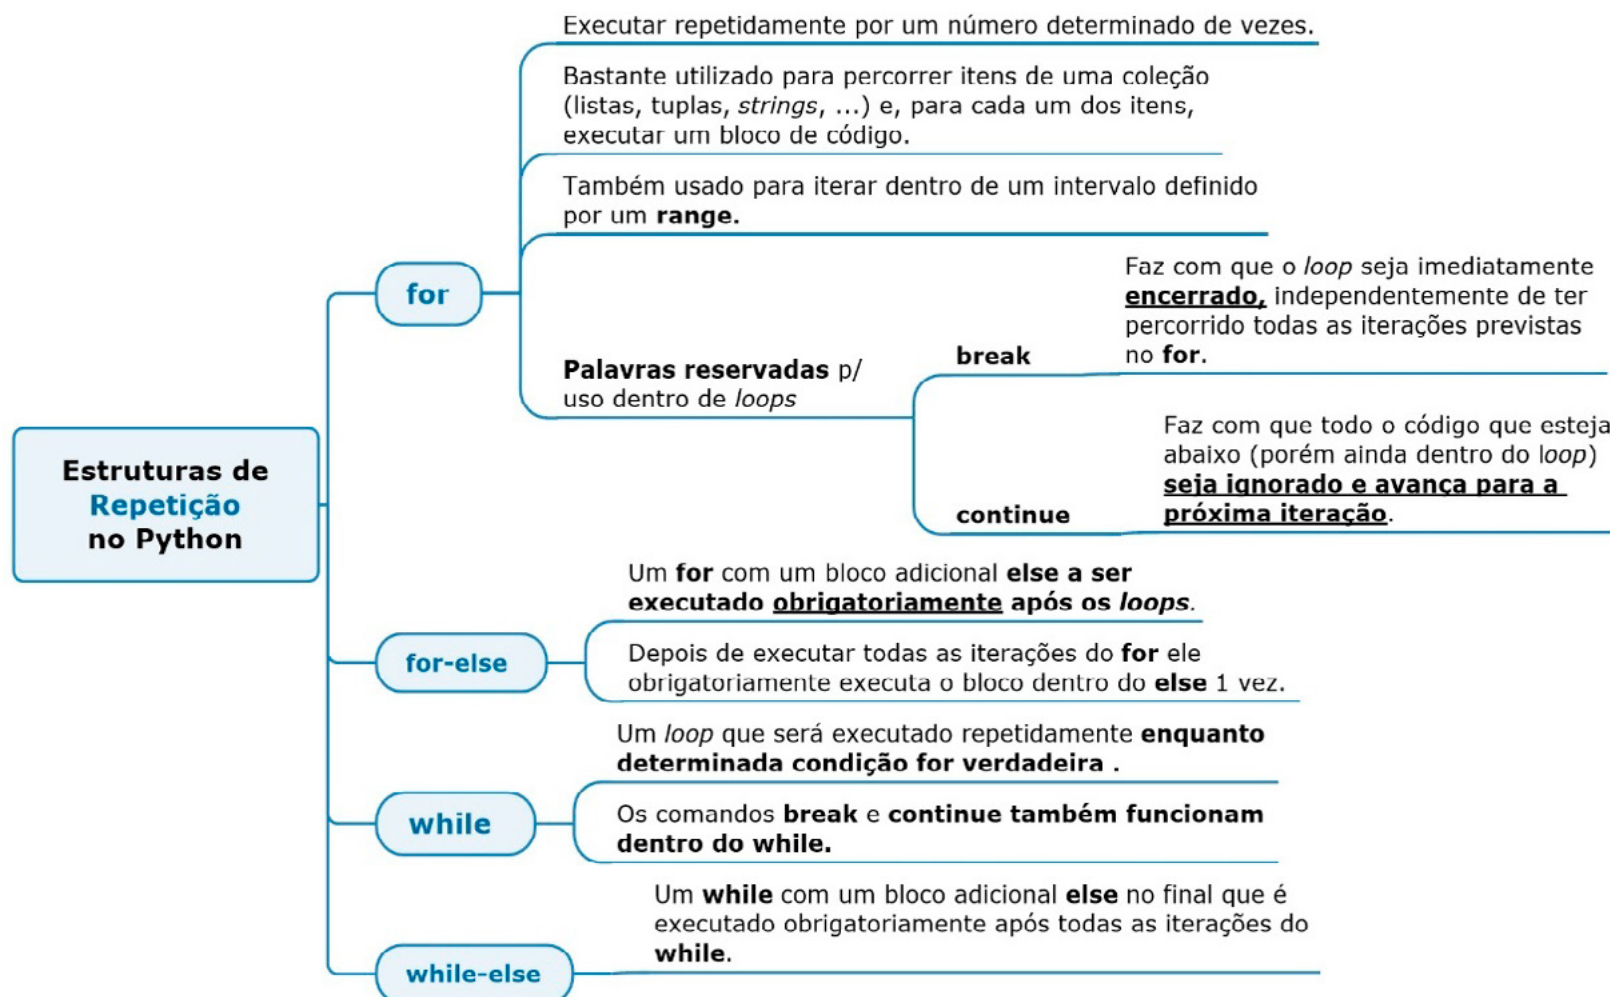 Executar repetidamente por um número determinado de vezes.
Bastante utilizado para percorrer itens de uma coleção
(listas, tuplas, strings, ...) e, para cada um dos itens,
executar um bloco de código.
Também usado para iterar dentro de um intervalo definido
por um range.
for
Palavras reservadas p/
uso dentro de loops
break
Faz com que o loop seja imediatamente
encerrado, independentemente de ter
percorrido todas as iterações previstas
no for.
continue
Faz com que todo o código que esteja
abaixo (porém ainda dentro do loop)
seja ignorado e avança para a
próxima iteração.
Estruturas de
Repetição
no Python
for-else
Um for com um bloco adicional else a ser
executado obrigatoriamente após os loops.
Depois de executar todas as iterações do for ele
obrigatoriamente executa o bloco dentro do else 1 vez.
while
Um loop que será executado repetidamente enquanto
determinada condição for verdadeira .
Os comandos break e continue também funcionam
dentro do while.
while-else
Um while com um bloco adicional else no final que é
executado obrigatoriamente após todas as iterações do
while.